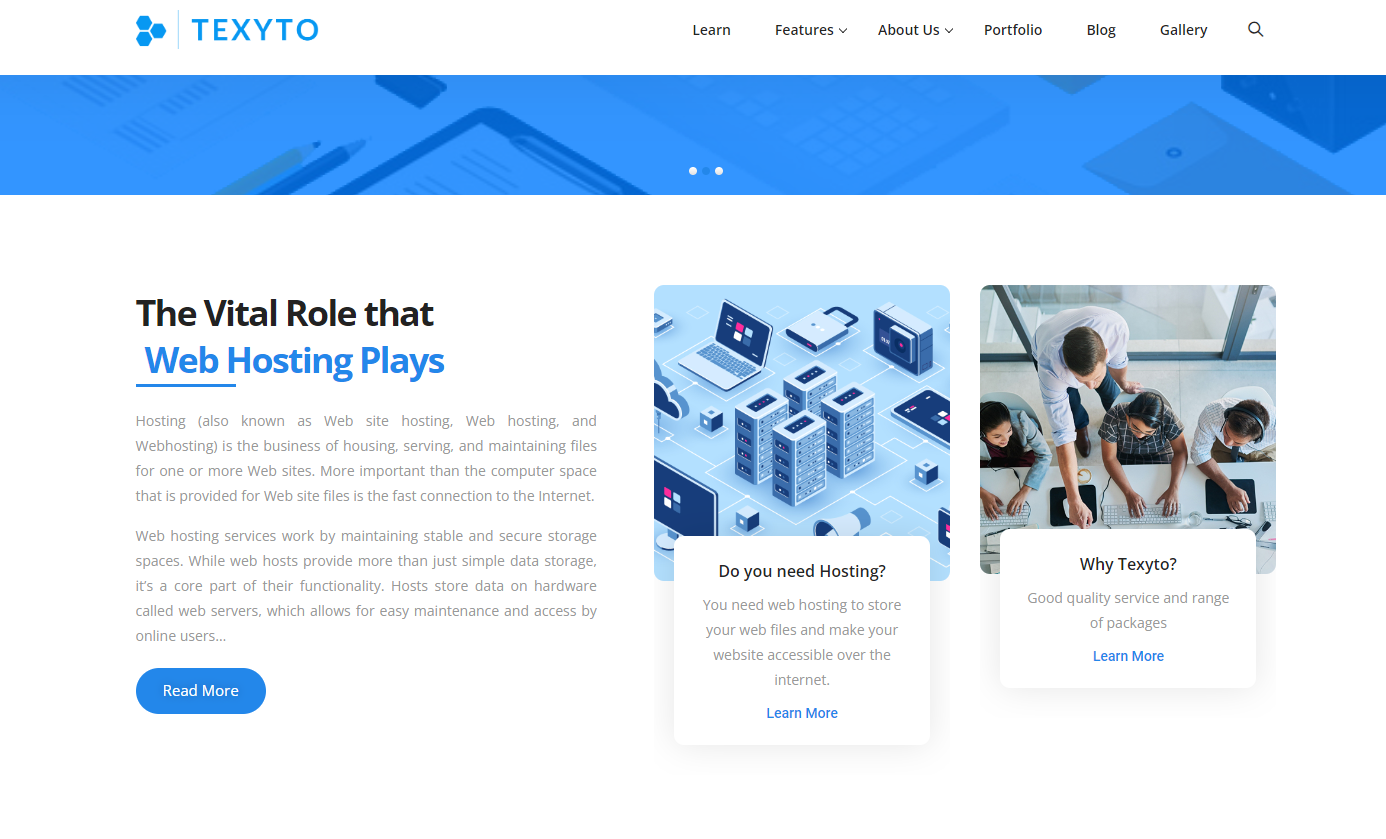 TEXYTO
Learn
Features
About Us
Portfolio
Blog
Gallery
The Vital Role that
Web Hosting Plays
Hosting (also known as Web site hosting, Web hosting, and
Webhosting) is the business of housing, serving, and maintaining files
for one or more Web sites. More important than the computer space
that is provided for Web site files is the fast connection to the Internet.
Web hosting services work by maintaining stable and secure storage
spaces. While web hosts provide more than just simple data storage,
it’s a core part of their functionality. Hosts store data on hardware
called web servers, which allows for easy maintenance and access by
online users...
Read More
Do you need Hosting?
You need web hosting to store
your web files and make your
website accessible over the
internet.
Learn More
Why Texyto?
Good quality service and range
of packages
Learn More